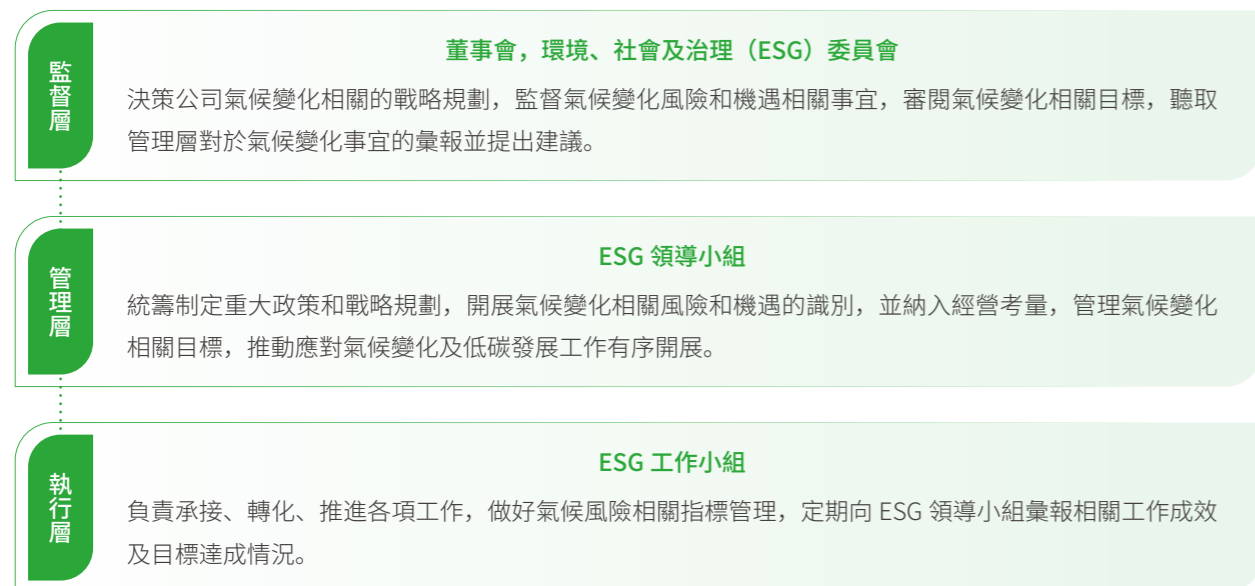 監督層
董事會，環境、社會及治理（ESG）委員會
決策公司氣候變化相關的戰略規劃，監督氣候變化風險和機遇相關事宜，審閱氣候變化相關目標，聽取
管理層對於氣候變化事宜的彙報並提出建議。
管理層
ESG 領導小組
統籌制定重大政策和戰略規劃，開展氣候變化相關風險和機遇的識別，並納入經營考量，管理氣候變化
相關目標，推動應對氣候變化及低碳發展工作有序開展。
執行層
ESG 工作小組
負責承接、轉化、推進各項工作，做好氣候風險相關指標管理，定期向 ESG 領導小組彙報相關工作成效
及目標達成情況。